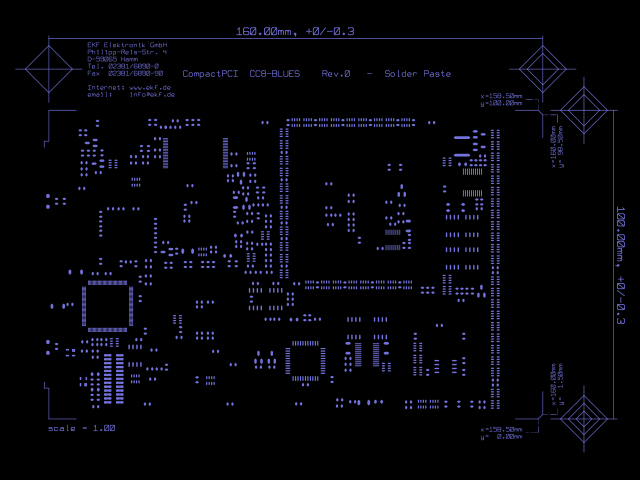 160.00mm, +0/-0.3
EKF Elektronik GmbH
Philipp-Reis-Str. 4
D-59065 Hamm
Tel. 02381/6890-0
Fax 02381/6890-90
Internet: www.ekf.de
email: info@ekf.de
CompactPCI CC8-BLUES Rev.0 - Solder Paste
x=158.50mm
y=100.00mm
x=160.00mm
y= 98.50mm
100.00mm, +0/-0.3
x=160.00mm
y= 1.50mm
x=158.50mm
y= 0.00mm
scale = 1.00